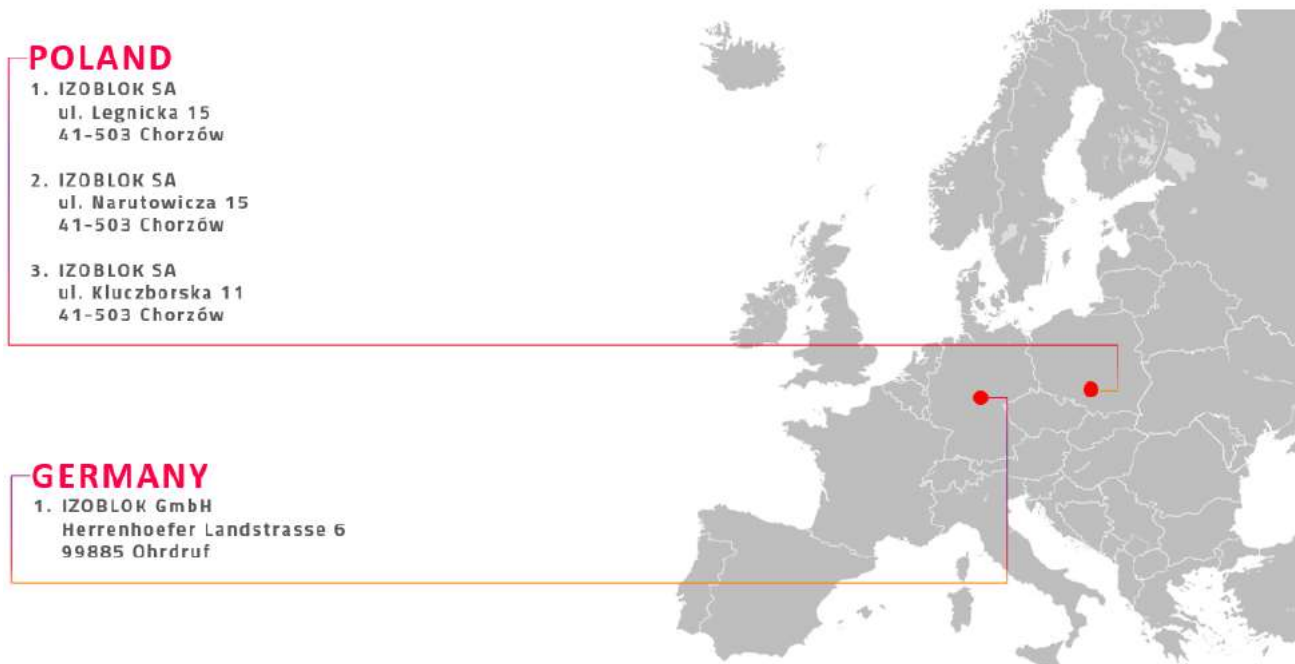 POLAND
1. IZOBLOK SA
ul. Legnicka 15
41-503 Chorzów
2. IZOBLOK SA
ul. Narutowicza 15
41-503 Chorzów
3. IZOBLOK SA
ul. Kluczborska 11
41-503 Chorzów
GERMANY
1. IZOBLOK GmbH
Herrenhoefer Landstrasse 6
99885 Ohrdruf